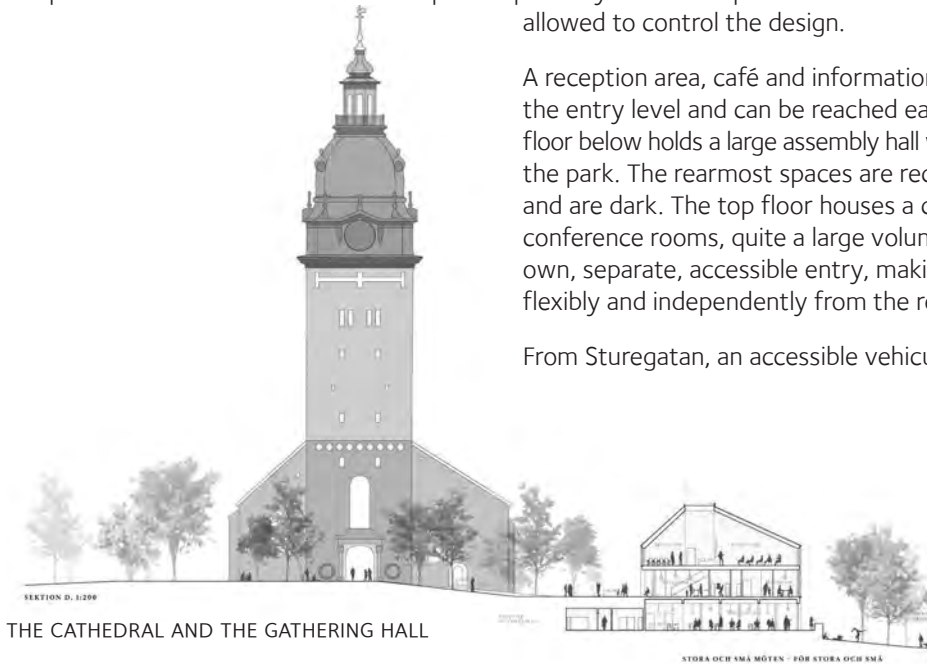 allowed to control the design.
A reception area, café and information
the entry level and can be reached ea
floor below holds a large assembly hall
the park. The rearmost spaces are rec
and are dark. The top floor houses a c
conference rooms, quite a large volum
own, separate, accessible entry, maki
flexibly and independently from the re
From Sturegatan, an accessible vehicu
SEKTION D. 1:200
THE CATHEDRAL AND THE GATHERING HALL
STORA OCH SMÅ MÖTEN - FÖR STORA OCH SMÅ